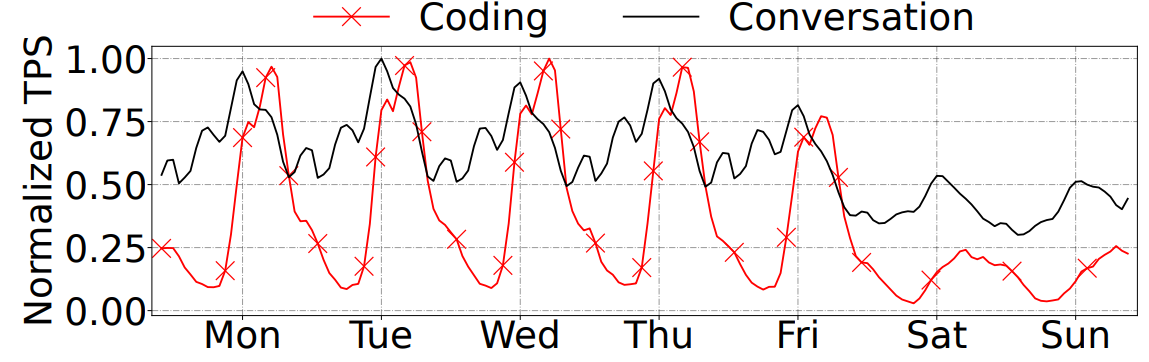 Coding Conversation
Normalized TPS
1.00
0.75
0.50
0.25
0.00
Mon Tue Wed Thu Fri Sat Sun